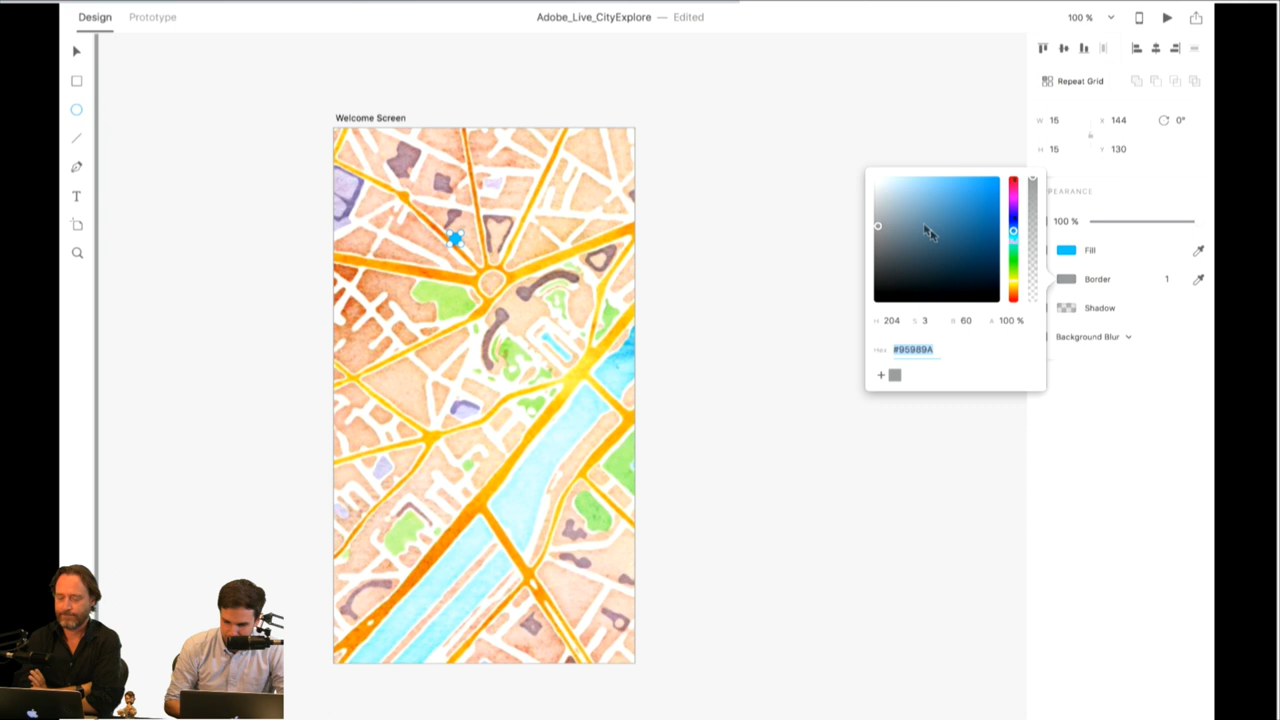 Design Prototype Adobe_Live_CityExplore — Edited 100 %
Repeat Grid
Welcome Screen
W 15 X 144 0°
H 15 Y 130
PEARANCE
100 %
Fill
Border 1
Shadow
Background Blur
H 204 S 3 B 60 A 100 %
Hex #95989A
T